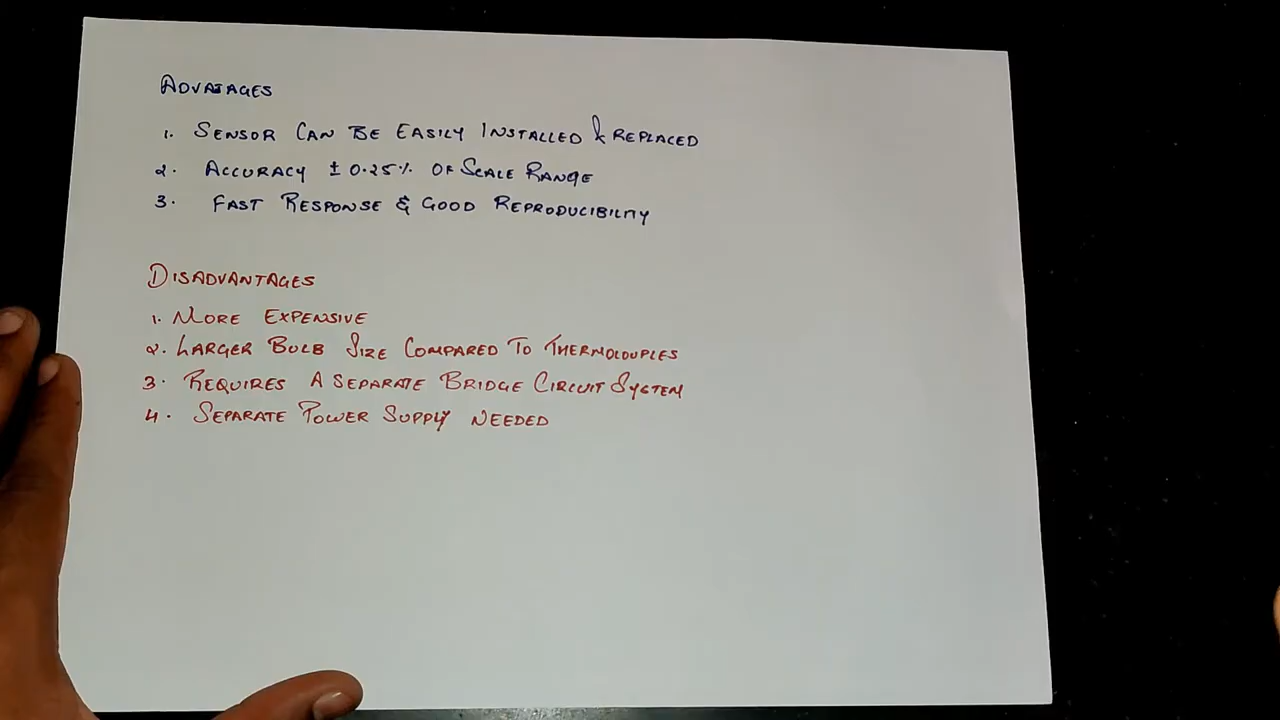 ADVATAGES
1. SENSOR CAN BE EASILY INSTALLED & REPLACED
2. ACCURACY ± 0.25% OF SCALE RANGE
3. FAST RESPONSE & GOOD REPRODUCIBILITY
DISADVANTAGES
1. MORE EXPENSIVE
2. LARGER BULB SIZE COMPARED TO THERMOCOUPLES
3. REQUIRES A SEPARATE BRIDGE CIRCUIT SYSTEM
4. SEPARATE POWER SUPPLY NEEDED